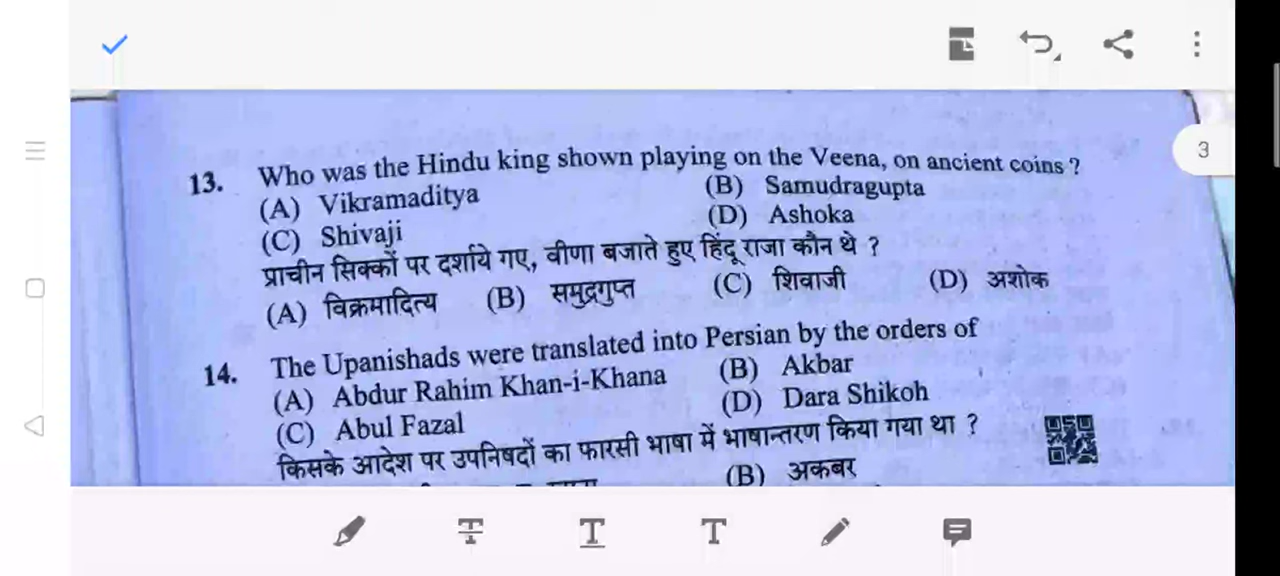 3
13. Who was the Hindu king shown playing on the Veena, on ancient coins ?
(A) Vikramaditya (B) Samudragupta
(C) Shivaji (D) Ashoka
प्राचीन सिक्कों पर दर्शाये गए, वीणा बजाते हुए हिंदू राजा कौन थे ?
(A) विक्रमादित्य (B) समुद्रगुप्त (C) शिवाजी (D) अशोक
14. The Upanishads were translated into Persian by the orders of
(A) Abdur Rahim Khan-i-Khana (B) Akbar
(C) Abul Fazal (D) Dara Shikoh
किसके आदेश पर उपनिषदों का फारसी भाषा में भाषान्तरण किया गया था ?
(B) अकबर
T T T